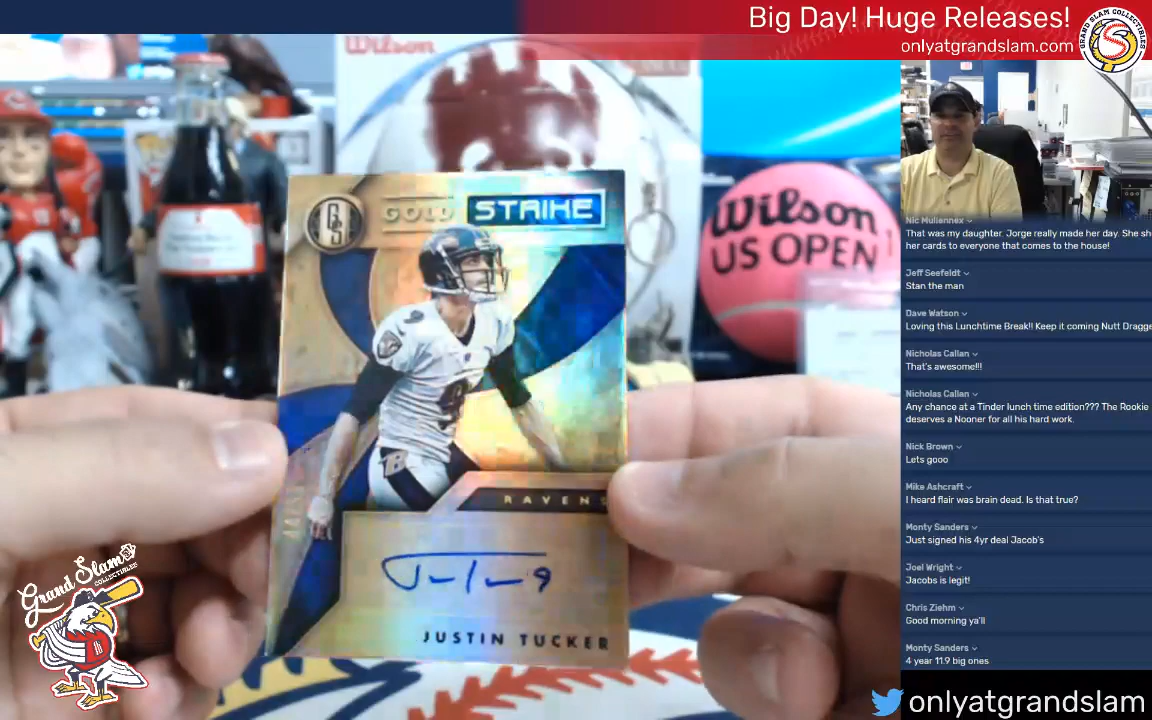 Big Day! Huge Releases!
onlyatgrandslam.com
GRAND SLAM COLLECTIBLES
Wilson
Wilson
US OPEN
GS
GOLD STRIKE
9
RAVENS
JUSTIN TUCKER
Grand Slam
COLLECTIBLES
Nic Mullennex
That was my daughter. Jorge really made her day. She sh
her cards to everyone that comes to the house!
Jeff Seefeldt
Stan the man
Dave Watson
Loving this Lunchtime Break!! Keep it coming Nutt Dragge
Nicholas Callan
That's awesome!!!
Nicholas Callan
Any chance at a Tinder lunch time edition??? The Rookie
deserves a Nooner for all his hard work.
Nick Brown
Lets gooo
Mike Ashcraft
I heard flair was brain dead. Is that true?
Monty Sanders
Just signed his 4yr deal Jacob's
Joel Wright
Jacobs is legit!
Chris Ziehm
Good morning ya'll
Monty Sanders
4 year 11.9 big ones
onlyatgrandslam